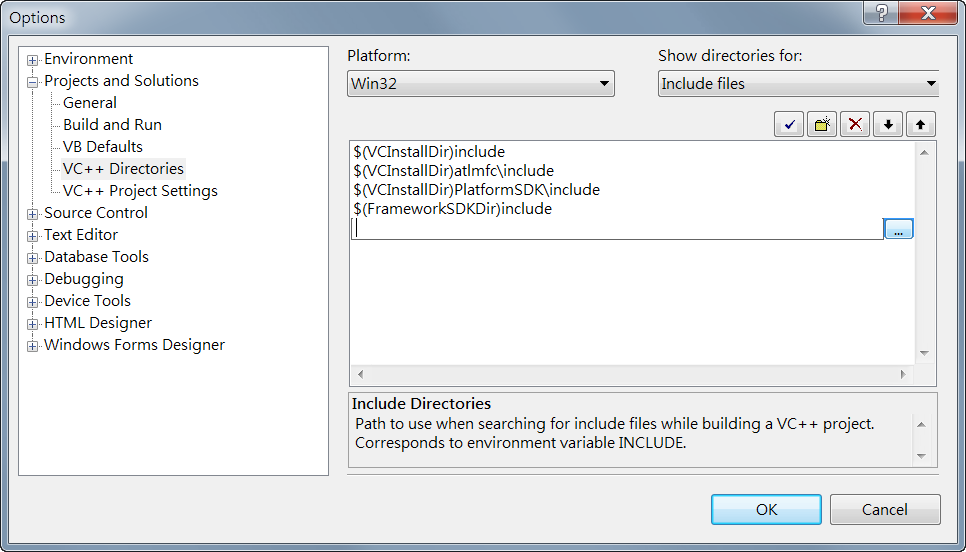 Options
Environment
Projects and Solutions
General
Build and Run
VB Defaults
VC++ Directories
VC++ Project Settings
Source Control
Text Editor
Database Tools
Debugging
Device Tools
HTML Designer
Windows Forms Designer
Platform:
Win32
Show directories for:
Include files
$(VCInstallDir)include
$(VCInstallDir)atlmfc\include
$(VCInstallDir)PlatformSDK\include
$(FrameworkSDKDir)include
...
Include Directories
Path to use when searching for include files while building a VC++ project.
Corresponds to environment variable INCLUDE.
OK
Cancel